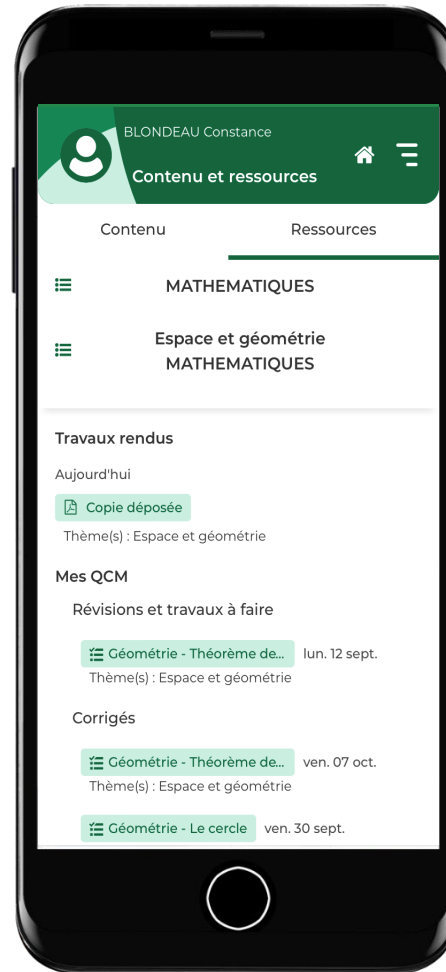 BLONDEAU Constance
Contenu et ressources
Contenu
Ressources
MATHEMATIQUES
Espace et géométrie
MATHEMATIQUES
Travaux rendus
Aujourd'hui
Copie déposée
Thème(s) : Espace et géométrie
Mes QCM
Révisions et travaux à faire
Géométrie - Théorème de... lun. 12 sept.
Thème(s) : Espace et géométrie
Corrigés
Géométrie - Théorème de... ven. 07 oct.
Thème(s) : Espace et géométrie
Géométrie - Le cercle ven. 30 sept.